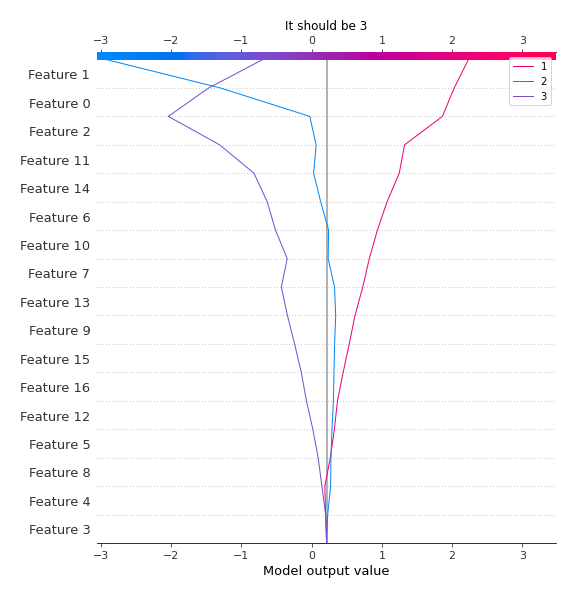 It should be 3
−3 −2 −1 0 1 2 3
1
2
3
Feature 1
Feature 0
Feature 2
Feature 11
Feature 14
Feature 6
Feature 10
Feature 7
Feature 13
Feature 9
Feature 15
Feature 16
Feature 12
Feature 5
Feature 8
Feature 4
Feature 3
−3 −2 −1 0 1 2 3
Model output value